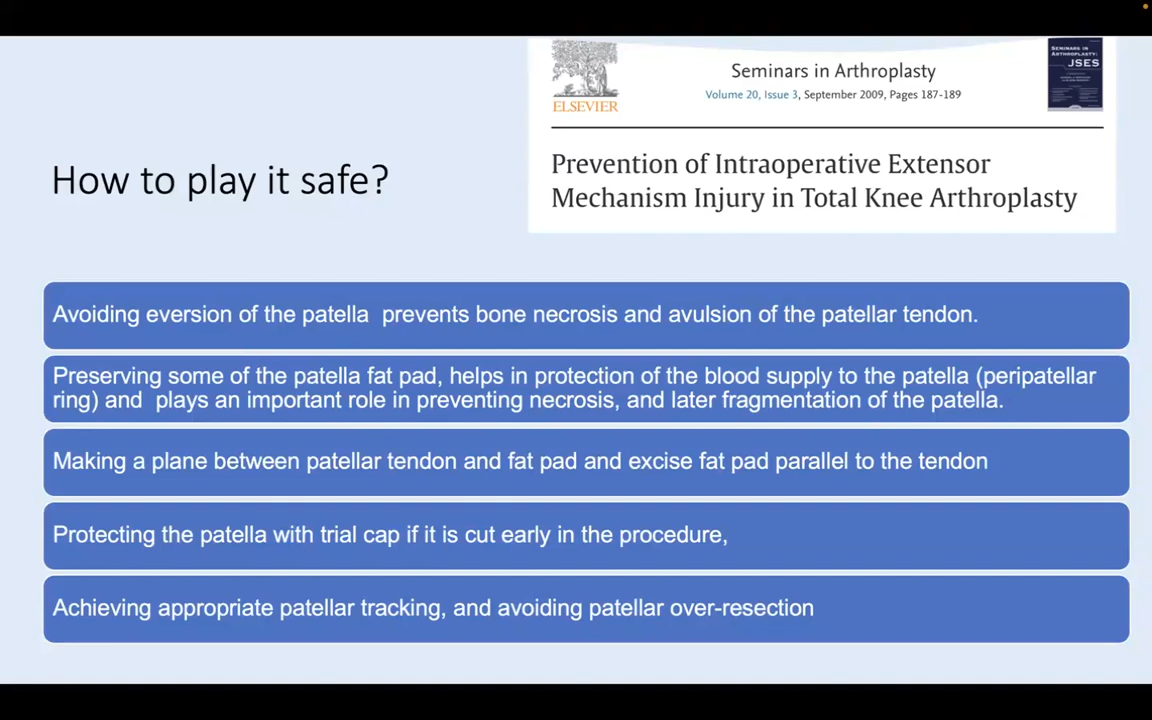 ELSEVIER
Seminars in Arthroplasty
Volume 20, Issue 3, September 2009, Pages 187-189
SEMINARS IN
ARTHROPLASTY:
JSES
Prevention of Intraoperative Extensor
Mechanism Injury in Total Knee Arthroplasty
How to play it safe?
Avoiding eversion of the patella  prevents bone necrosis and avulsion of the patellar tendon.
Preserving some of the patella fat pad, helps in protection of the blood supply to the patella (peripatellar
ring) and  plays an important role in preventing necrosis, and later fragmentation of the patella.
Making a plane between patellar tendon and fat pad and excise fat pad parallel to the tendon
Protecting the patella with trial cap if it is cut early in the procedure,
Achieving appropriate patellar tracking, and avoiding patellar over-resection